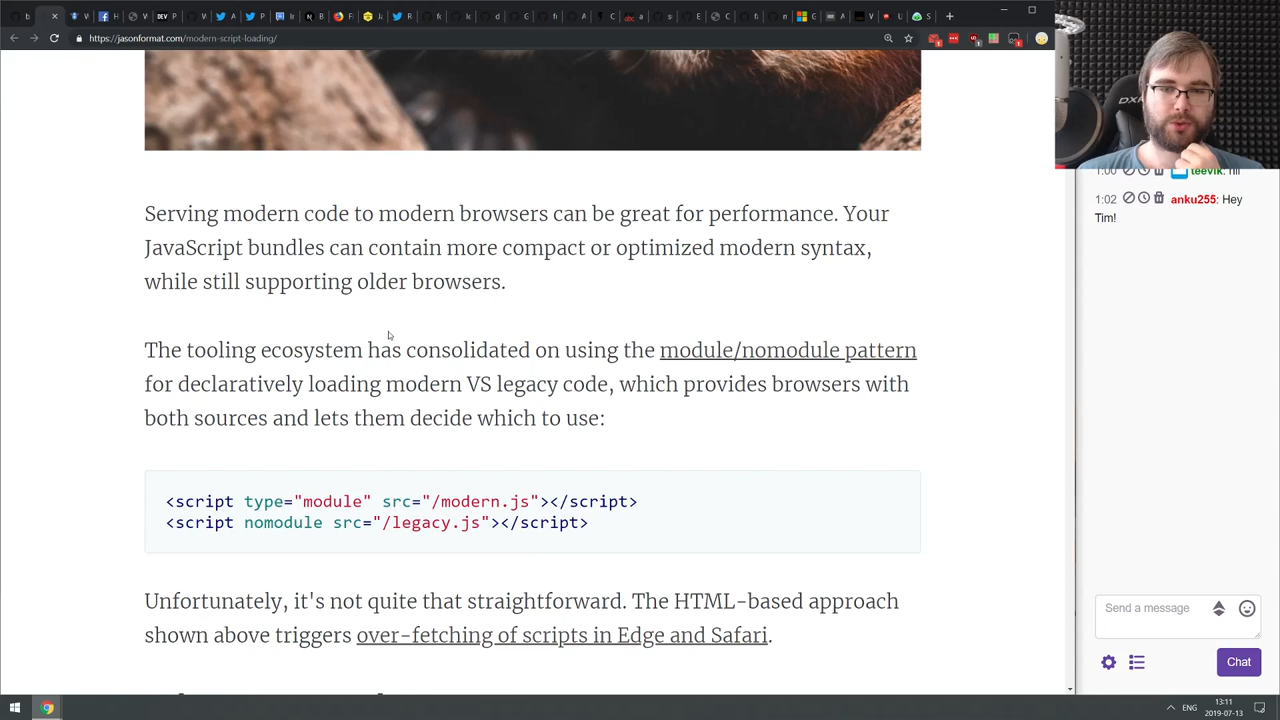 https://jasonformat.com/modern-script-loading/
Serving modern code to modern browsers can be great for performance. Your
JavaScript bundles can contain more compact or optimized modern syntax,
while still supporting older browsers.
The tooling ecosystem has consolidated on using the module/nomodule pattern
for declaratively loading modern VS legacy code, which provides browsers with
both sources and lets them decide which to use:
<script type="module" src="/modern.js"></script>
<script nomodule src="/legacy.js"></script>
Unfortunately, it's not quite that straightforward. The HTML-based approach
shown above triggers over-fetching of scripts in Edge and Safari.
1:00 teevik:
1:02 anku255: Hey
Tim!
Send a message
Chat
ENG
13:11
2019-07-13